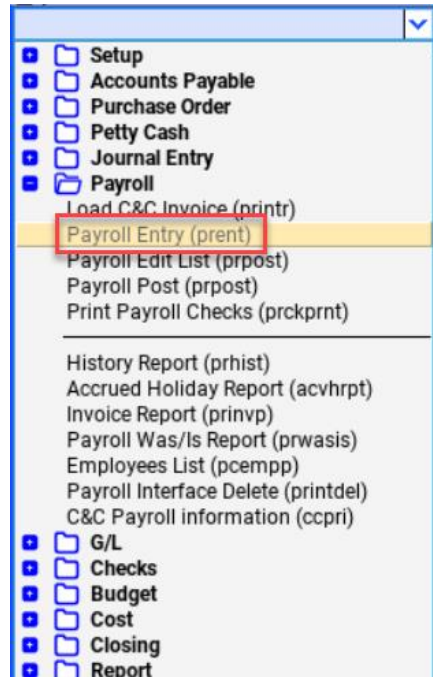 Setup
Accounts Payable
Purchase Order
Petty Cash
Journal Entry
Payroll
Load C&C Invoice (printr)
Payroll Entry (prent)
Payroll Edit List (prpost)
Payroll Post (prpost)
Print Payroll Checks (prckprnt)
History Report (prhist)
Accrued Holiday Report (acvhrpt)
Invoice Report (prinvp)
Payroll Was/Is Report (prwasis)
Employees List (pcempp)
Payroll Interface Delete (printdel)
C&C Payroll information (ccpri)
G/L
Checks
Budget
Cost
Closing
Report